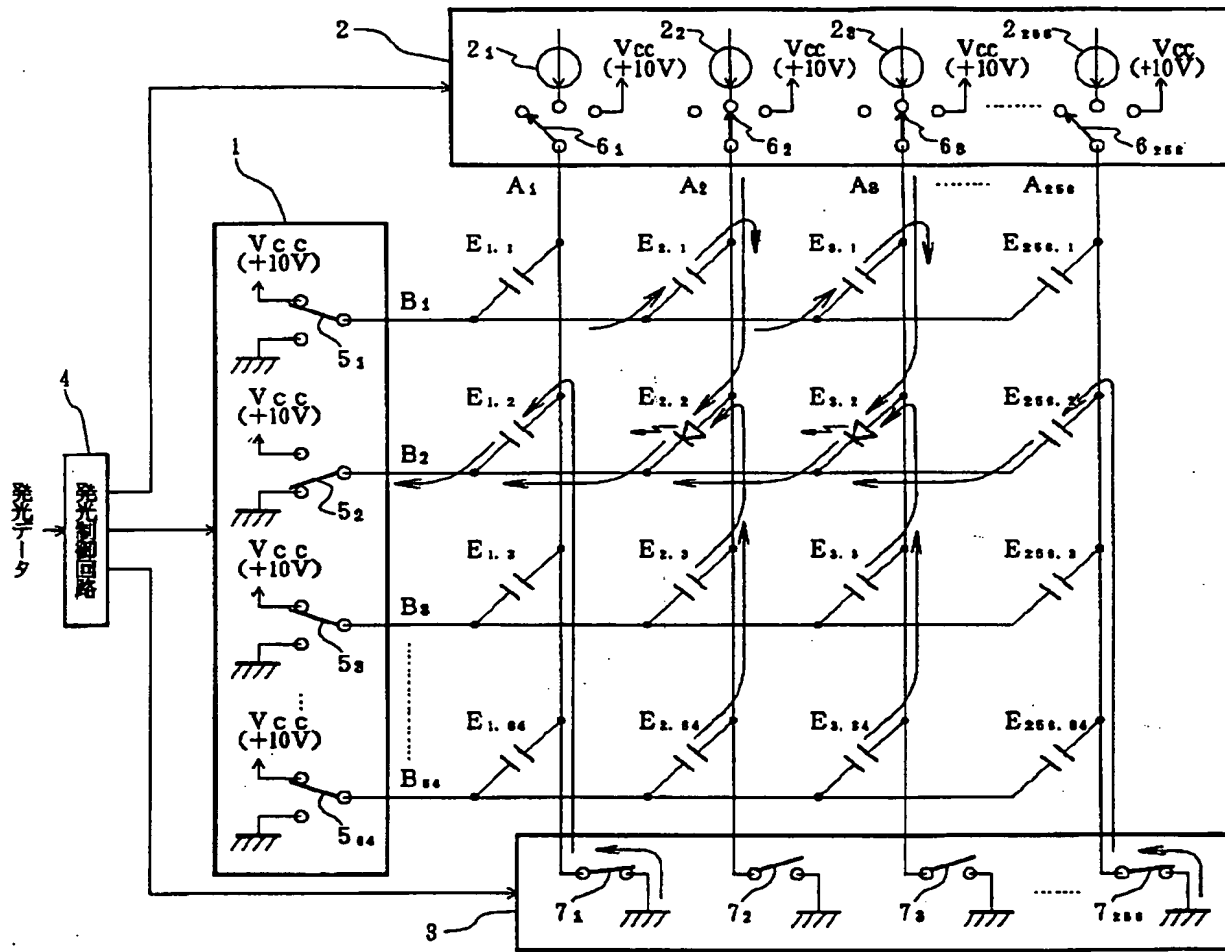 2
2₁
Vcc
(+10V)
2₂
Vcc
(+10V)
2₃
Vcc
(+10V)
2₂₅₆
Vcc
(+10V)
6₁
6₂
6₃
6₂₅₆
1
A₁
A₂
A₃
A₂₅₆
Vcc
(+10V)
B₁
5₁
E₁.₁
E₂.₁
E₃.₁
E₂₅₆.₁
4
発光データ
発光制御回路
Vcc
(+10V)
B₂
5₂
E₁.₂
E₂.₂
E₃.₂
E₂₅₆.₂
Vcc
(+10V)
B₃
5₃
E₁.₃
E₂.₃
E₃.₃
E₂₅₆.₃
Vcc
(+10V)
B₆₄
5₆₄
E₁.₆₄
E₂.₆₄
E₃.₆₄
E₂₅₆.₆₄
3
7₁
7₂
7₃
7₂₅₆